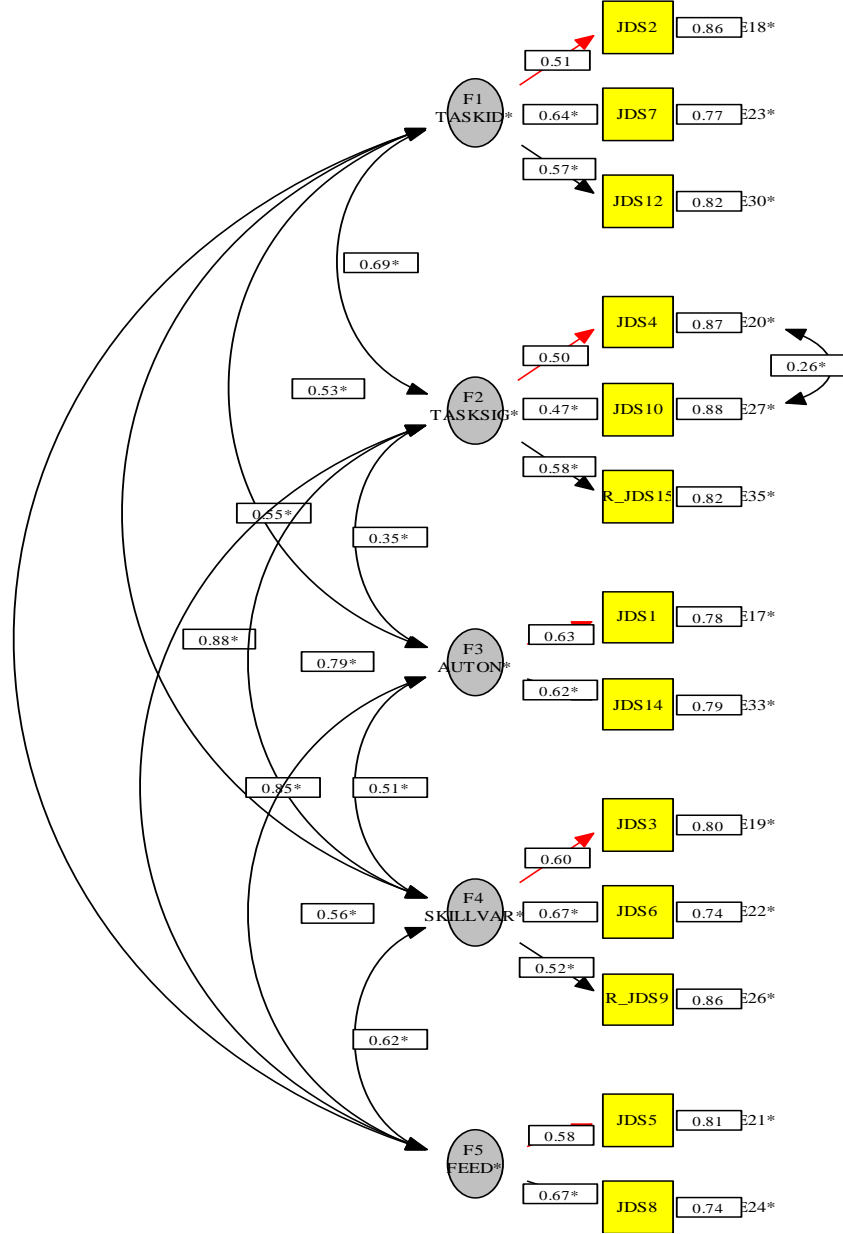 JDS2 0.86 E18*
0.51
F1
TASKID*
0.64* JDS7 0.77 E23*
0.57*
JDS12 0.82 E30*
0.69*
JDS4 0.87 E20*
0.50
0.26*
0.53*
F2
TASKSIG*
0.47* JDS10 0.88 E27*
0.58*
R_JDS15 0.82 E35*
0.55*
0.35*
JDS1 0.78 E17*
0.63
0.88*
F3
AUTON*
0.79*
0.62* JDS14 0.79 E33*
0.85*
0.51*
JDS3 0.80 E19*
0.60
F4
SKILLVAR*
0.56*
0.67* JDS6 0.74 E22*
0.52*
R_JDS9 0.86 E26*
0.62*
JDS5 0.81 E21*
0.58
F5
FEED*
0.67* JDS8 0.74 E24*